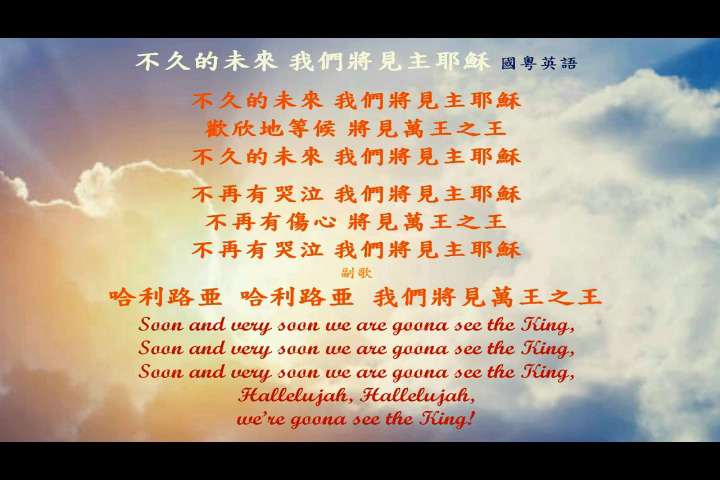 不久的未來 我們將見主耶穌 國粵英語
不久的未來 我們將見主耶穌
歡欣地等候 將見萬王之王
不久的未來 我們將見主耶穌
不再有哭泣 我們將見主耶穌
不再有傷心 將見萬王之王
不再有哭泣 我們將見主耶穌
副歌
哈利路亞 哈利路亞 我們將見萬王之王
Soon and very soon we are goona see the King,
Soon and very soon we are goona see the King,
Soon and very soon we are goona see the King,
Hallelujah, Hallelujah,
we're goona see the King!